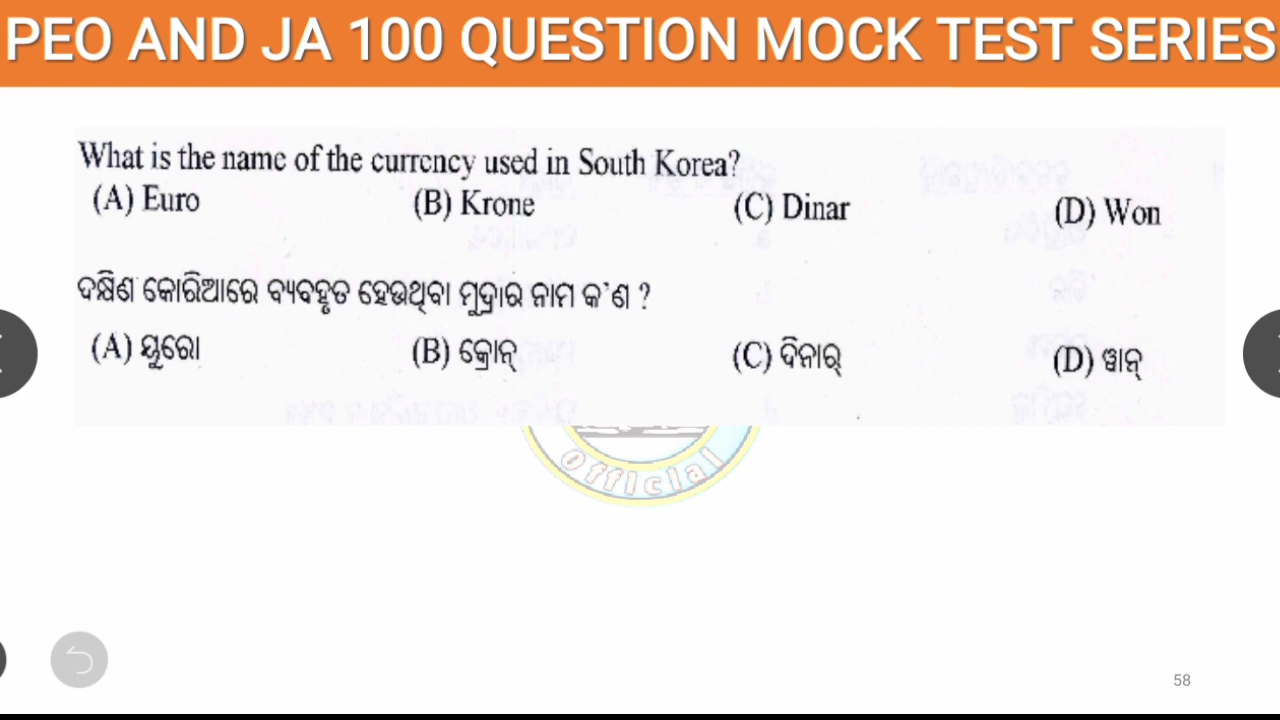 PEO AND JA 100 QUESTION MOCK TEST SERIES
What is the name of the currency used in South Korea?
(A) Euro (B) Krone (C) Dinar (D) Won
ଦକ୍ଷିଣ କୋରିଆରେ ବ୍ୟବହୃତ ହେଉଥିବା ମୁଦ୍ରାର ନାମ କ'ଣ ?
(A) ୟୁରୋ (B) କ୍ରୋନ୍ (C) ଦିନାର୍ (D) ୱାନ୍
Official
58